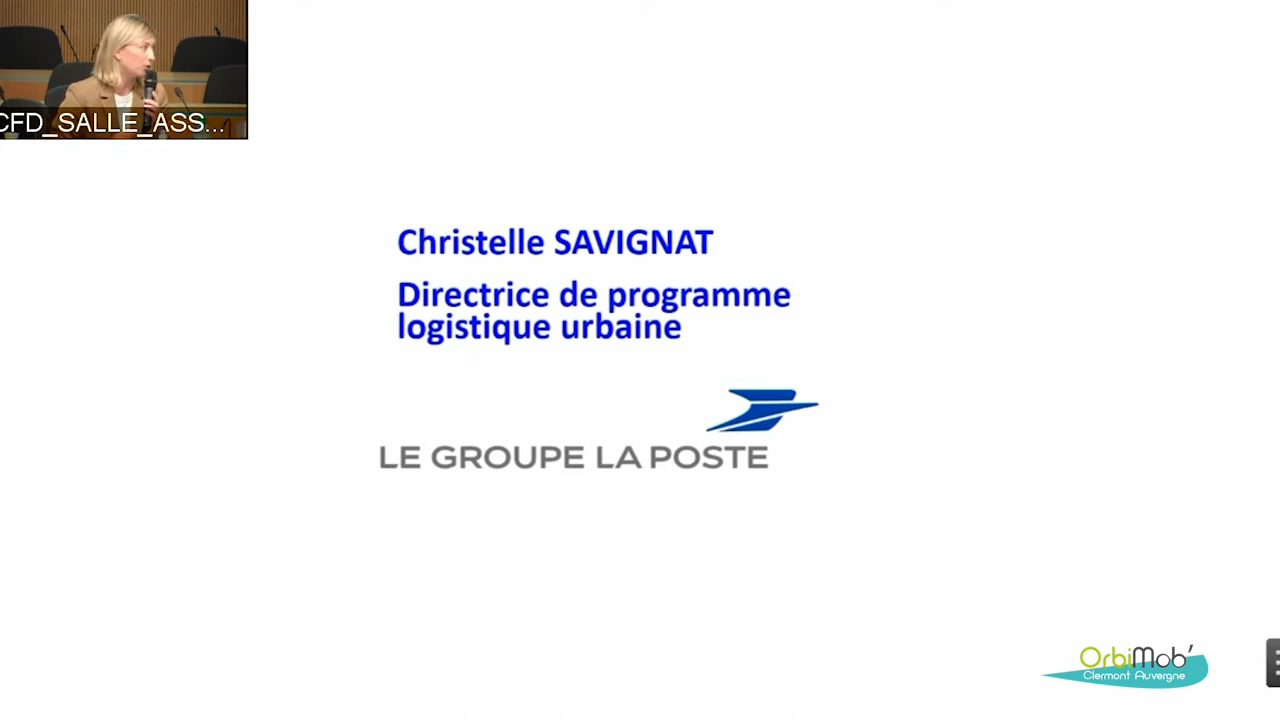 CFD_SALLE_ASS...
Christelle SAVIGNAT
Directrice de programme
logistique urbaine
LE GROUPE LA POSTE
OrbiMob'
Clermont Auvergne